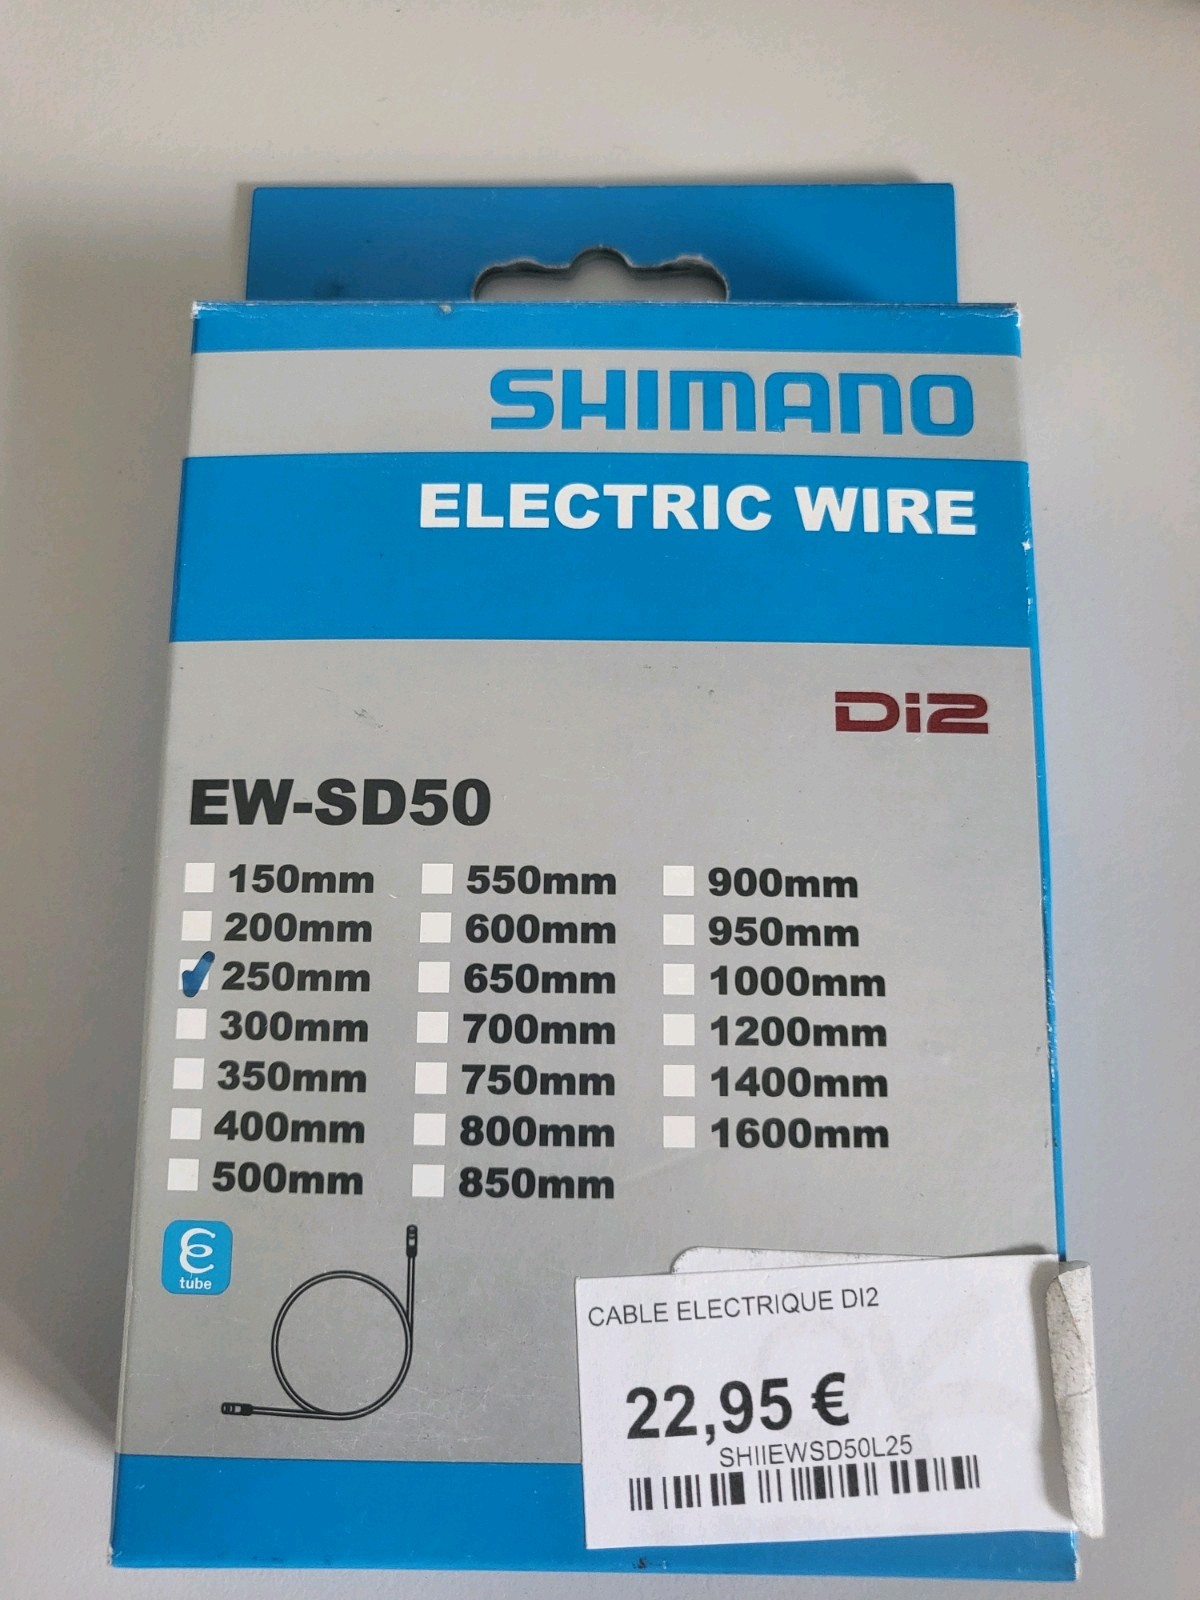 SHIMANO
ELECTRIC WIRE
Di2
EW-SD50
150mm 550mm 900mm
200mm 600mm 950mm
250mm 650mm 1000mm
300mm 700mm 1200mm
350mm 750mm 1400mm
400mm 800mm 1600mm
500mm 850mm
tube
CABLE ELECTRIQUE DI2
22,95 €
SHIIEWSD50L25